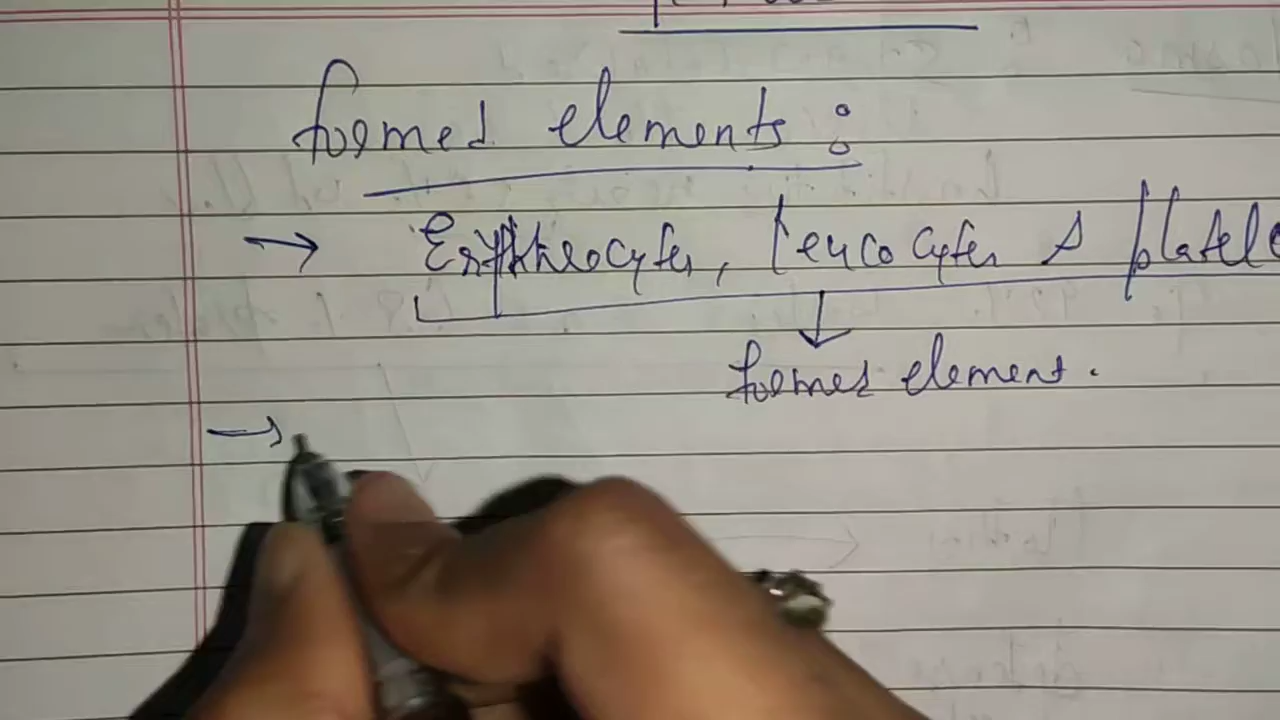 formed elements :
→ Erythrocytes, leucocytes & platele
formed element.
→